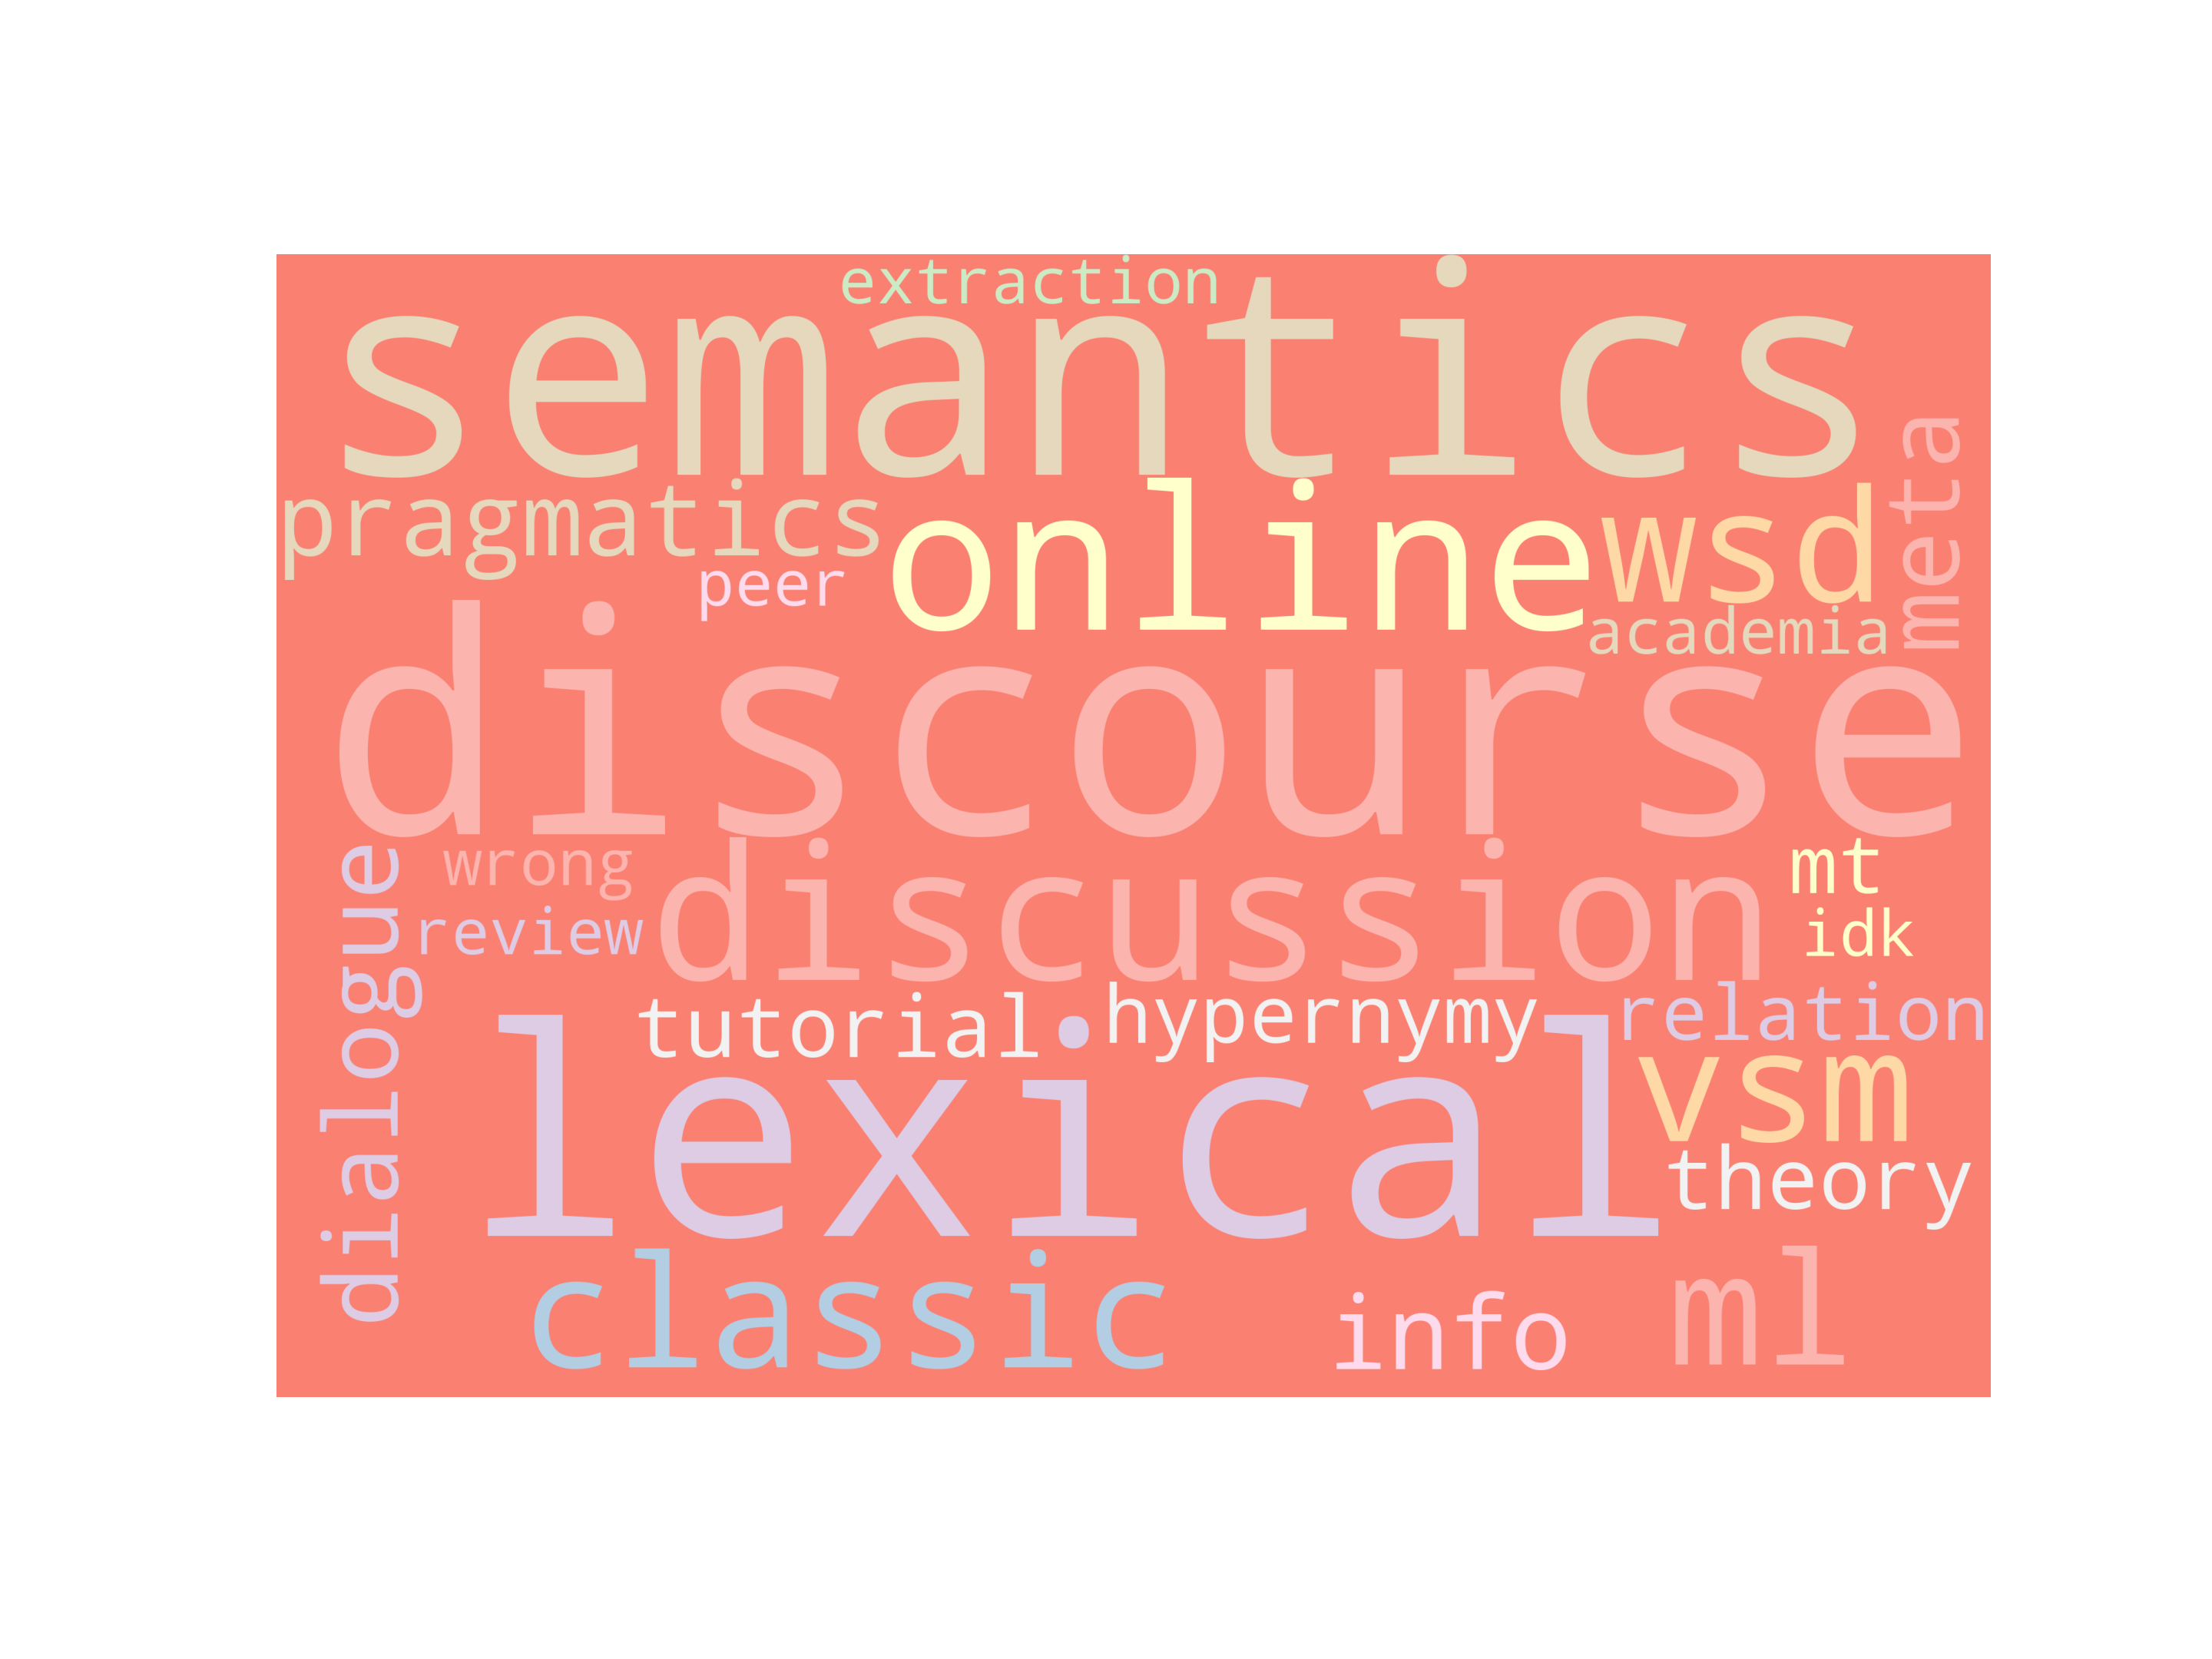 extraction
semantics
pragmatics
online
wsd
meta
peer
academia
discourse
dialogue
wrong
discussion
mt
review
idk
tutorial
hypernymy
relation
lexical
vsm
theory
classic
info
ml